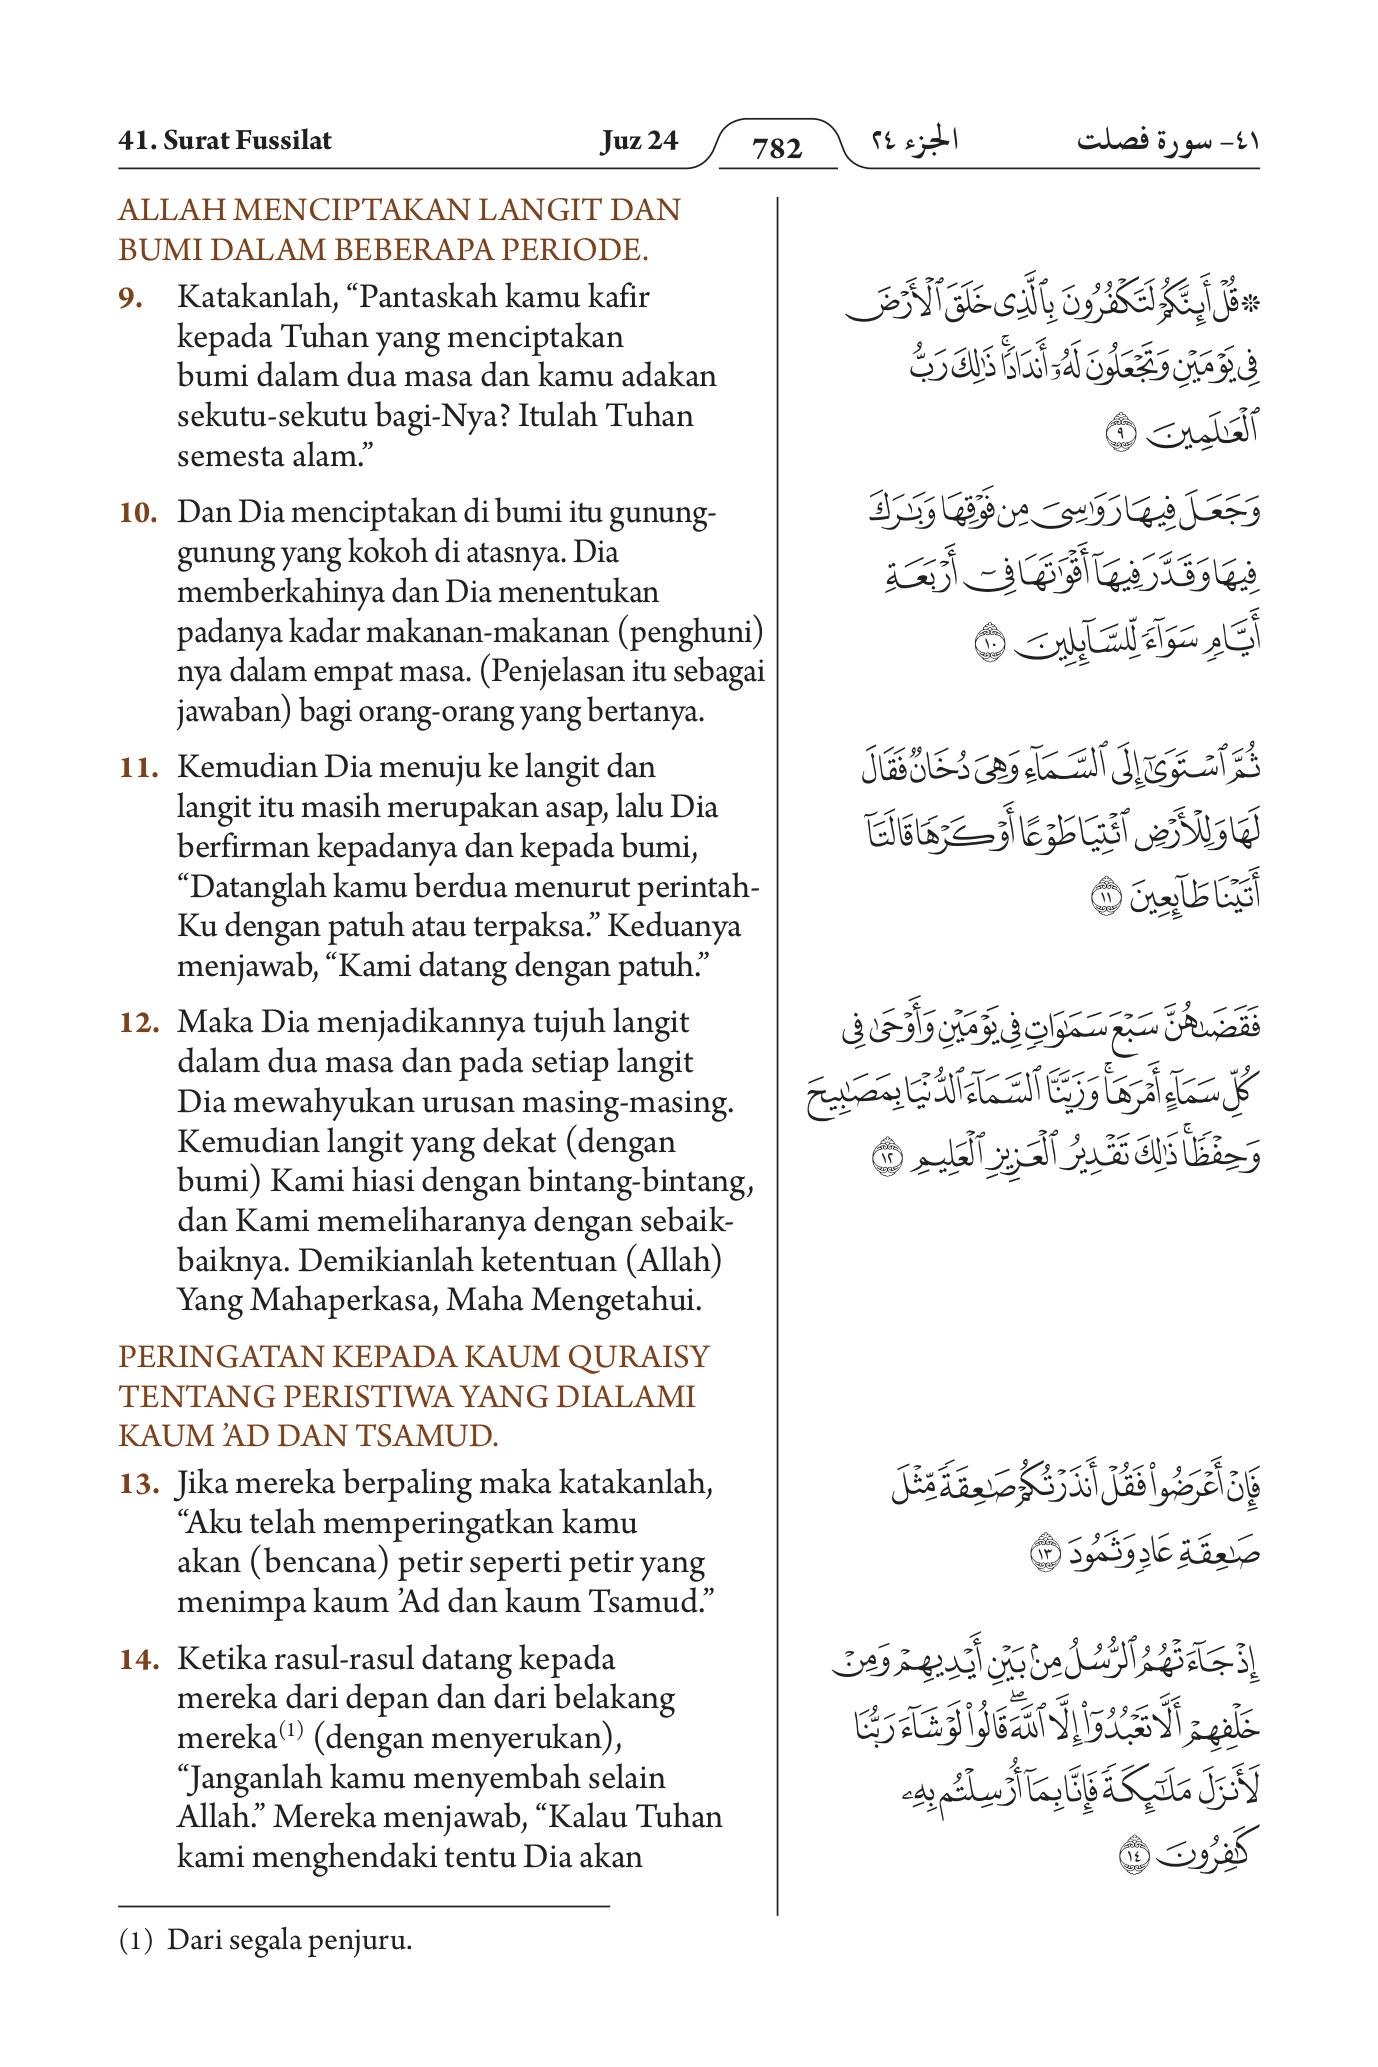 41. Surat Fussilat
Juz 24
782
الجزء ٢٤
٤١- سورة فصلت
ALLAH MENCIPTAKAN LANGIT DAN
BUMI DALAM BEBERAPA PERIODE.
9. Katakanlah, “Pantaskah kamu kafir
kepada Tuhan yang menciptakan
bumi dalam dua masa dan kamu adakan
sekutu-sekutu bagi-Nya? Itulah Tuhan
semesta alam.”
10. Dan Dia menciptakan di bumi itu gunung-
gunung yang kokoh di atasnya. Dia
memberkahinya dan Dia menentukan
padanya kadar makanan-makanan (penghuni)
nya dalam empat masa. (Penjelasan itu sebagai
jawaban) bagi orang-orang yang bertanya.
11. Kemudian Dia menuju ke langit dan
langit itu masih merupakan asap, lalu Dia
berfirman kepadanya dan kepada bumi,
“Datanglah kamu berdua menurut perintah-
Ku dengan patuh atau terpaksa.” Keduanya
menjawab, “Kami datang dengan patuh.”
12. Maka Dia menjadikannya tujuh langit
dalam dua masa dan pada setiap langit
Dia mewahyukan urusan masing-masing.
Kemudian langit yang dekat (dengan
bumi) Kami hiasi dengan bintang-bintang,
dan Kami memeliharanya dengan sebaik-
baiknya. Demikianlah ketentuan (Allah)
Yang Mahaperkasa, Maha Mengetahui.
PERINGATAN KEPADA KAUM QURAISY
TENTANG PERISTIWA YANG DIALAMI
KAUM ’AD DAN TSAMUD.
13. Jika mereka berpaling maka katakanlah,
“Aku telah memperingatkan kamu
akan (bencana) petir seperti petir yang
menimpa kaum ’Ad dan kaum Tsamud.”
14. Ketika rasul-rasul datang kepada
mereka dari depan dan dari belakang
mereka(1) (dengan menyerukan),
“Janganlah kamu menyembah selain
Allah.” Mereka menjawab, “Kalau Tuhan
kami menghendaki tentu Dia akan
۞ قُلْ أَئِنَّكُمْ لَتَكْفُرُونَ بِٱلَّذِى خَلَقَ ٱلْأَرْضَ
فِى يَوْمَيْنِ وَتَجْعَلُونَ لَهُۥٓ أَندَادًاۚ ذَٰلِكَ رَبُّ
ٱلْعَٰلَمِينَ ٩
وَجَعَلَ فِيهَا رَوَٰسِىَ مِن فَوْقِهَا وَبَٰرَكَ
فِيهَا وَقَدَّرَ فِيهَآ أَقْوَٰتَهَا فِىٓ أَرْبَعَةِ
أَيَّامٍ سَوَآءً لِّلسَّآئِلِينَ ١٠
ثُمَّ ٱسْتَوَىٰٓ إِلَى ٱلسَّمَآءِ وَهِىَ دُخَانٌ فَقَالَ
لَهَا وَلِلْأَرْضِ ٱئْتِيَا طَوْعًا أَوْ كَرْهًا قَالَتَآ
أَتَيْنَا طَآئِعِينَ ١١
فَقَضَىٰهُنَّ سَبْعَ سَمَٰوَاتٍ فِى يَوْمَيْنِ وَأَوْحَىٰ فِى
كُلِّ سَمَآءٍ أَمْرَهَاۚ وَزَيَّنَّا ٱلسَّمَآءَ ٱلدُّنْيَا بِمَصَٰبِيحَ
وَحِفْظًاۚ ذَٰلِكَ تَقْدِيرُ ٱلْعَزِيزِ ٱلْعَلِيمِ ١٢
فَإِنْ أَعْرَضُوا۟ فَقُلْ أَنذَرْتُكُمْ صَٰعِقَةً مِّثْلَ
صَٰعِقَةِ عَادٍ وَثَمُودَ ١٣
إِذْ جَآءَتْهُمُ ٱلرُّسُلُ مِنۢ بَيْنِ أَيْدِيهِمْ وَمِنْ
خَلْفِهِمْ أَلَّا تَعْبُدُوٓا۟ إِلَّا ٱللَّهَۖ قَالُوا۟ لَوْ شَآءَ رَبُّنَا
لَأَنزَلَ مَلَٰٓئِكَةً فَإِنَّا بِمَآ أُرْسِلْتُم بِهِۦ
كَٰفِرُونَ ١٤
(1) Dari segala penjuru.